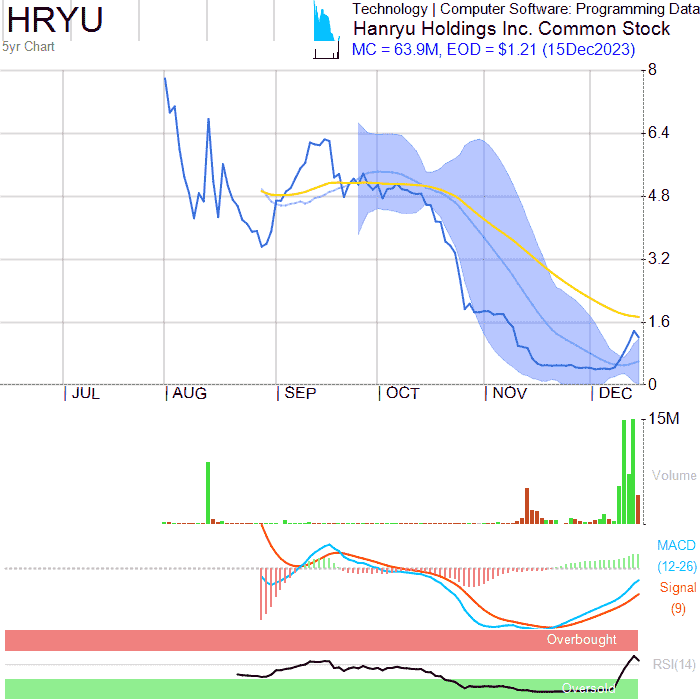 HRYU
5yr Chart
Technology | Computer Software: Programming Data
Hanryu Holdings Inc. Common Stock
MC = 63.9M, EOD = $1.21 (15Dec2023)
8
6.4
4.8
3.2
1.6
0
JUL AUG SEP OCT NOV DEC
15M
Volume
MACD
(12-26)
Signal
(9)
Overbought
RSI(14)
Oversold